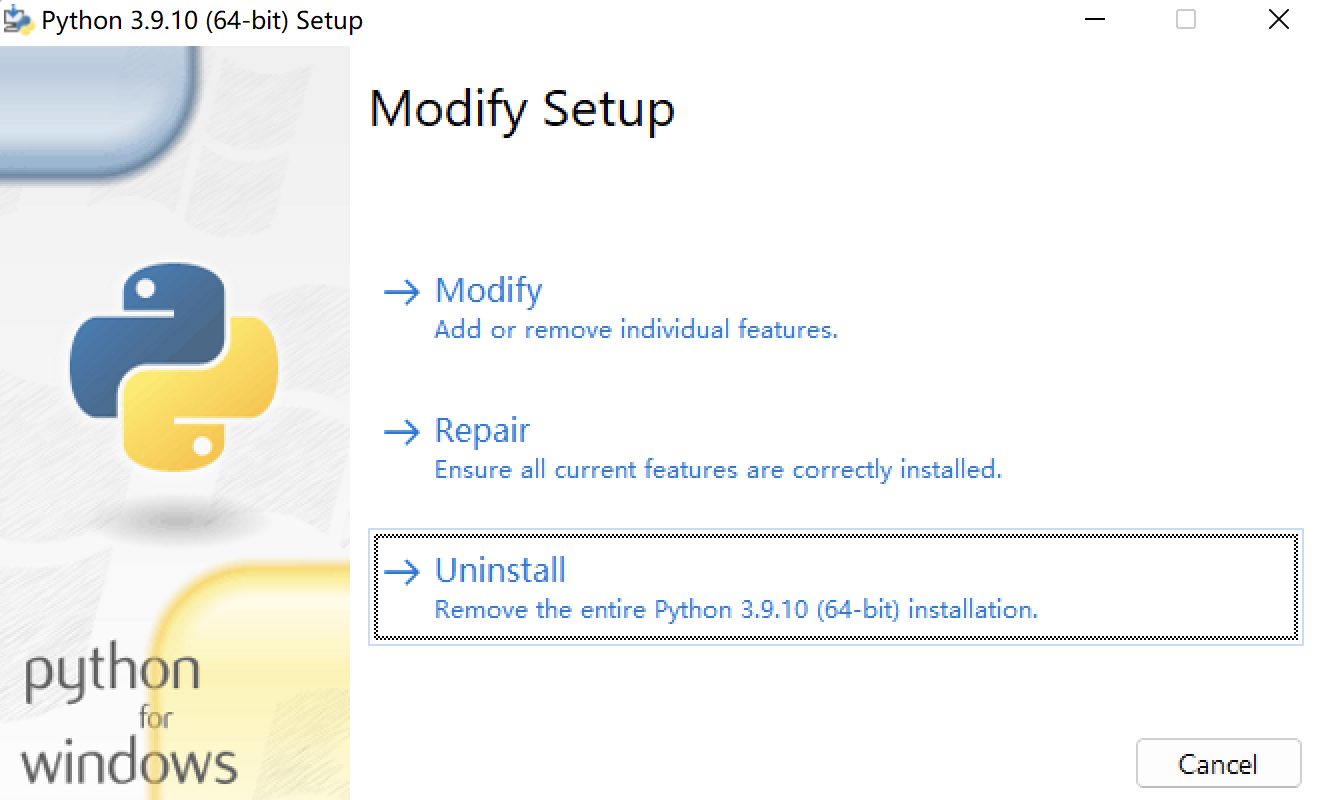 Python 3.9.10 (64-bit) Setup
Modify Setup
Modify
Add or remove individual features.
Repair
Ensure all current features are correctly installed.
Uninstall
Remove the entire Python 3.9.10 (64-bit) installation.
python
for
windows
Cancel